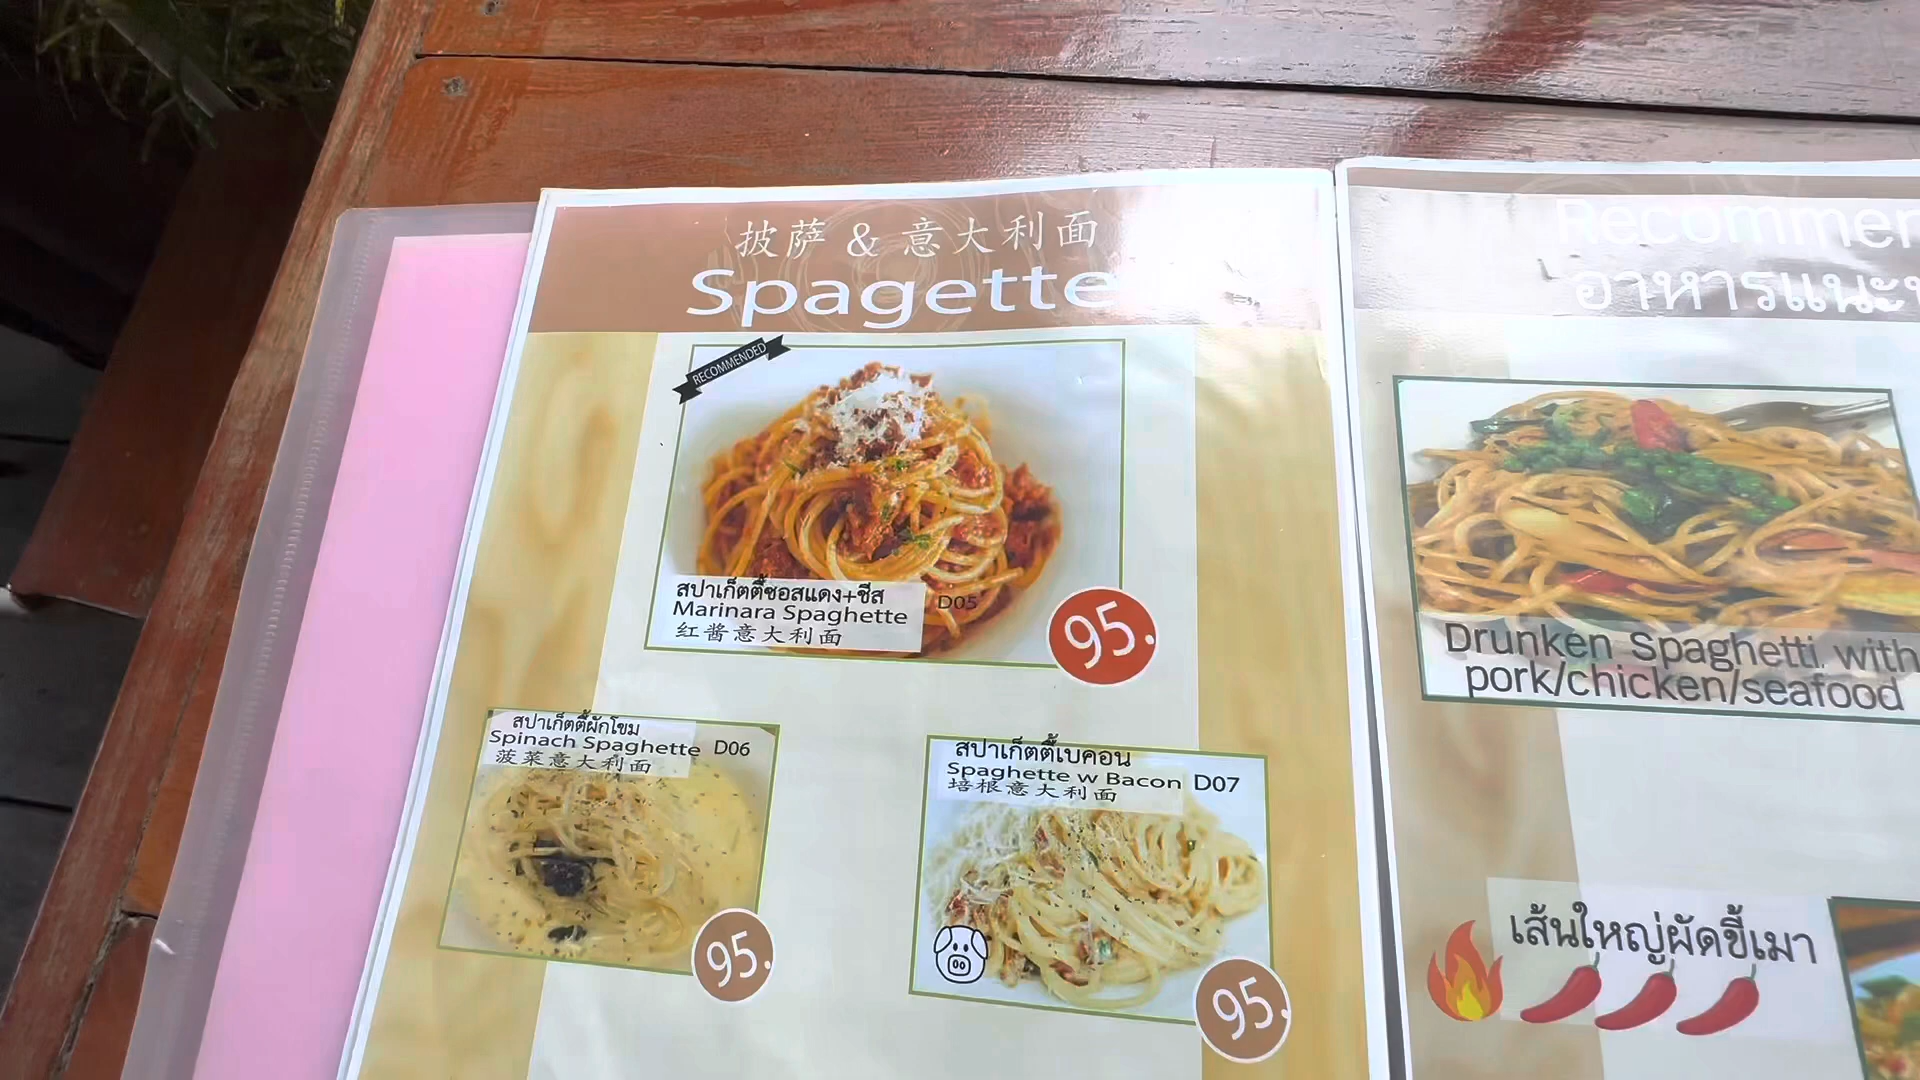 披萨 & 意大利面
Spagette
RECOMMENDED
สปาเก็ตตี้ซอสแดง+ชีส
Marinara Spaghette D05
红酱意大利面
95.
สปาเก็ตตี้ผักโขม
Spinach Spaghette D06
菠菜意大利面
95.
สปาเก็ตตี้เบคอน
Spaghette w Bacon D07
培根意大利面
95.
Recommen
อาหารแนะ
Drunken Spaghetti with
pork/chicken/seafood
เส้นใหญ่ผัดขี้เมา